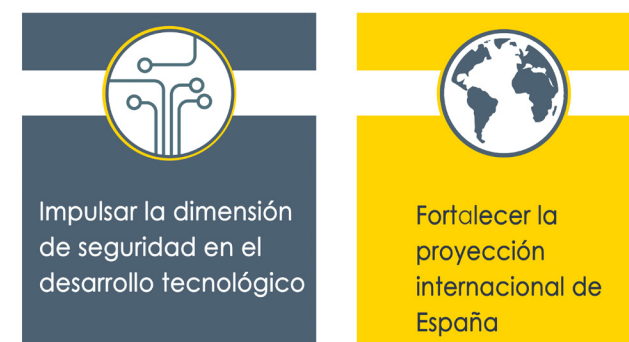 Impulsar la dimensión
de seguridad en el
desarrollo tecnológico
Fortalecer la
proyección
internacional de
España